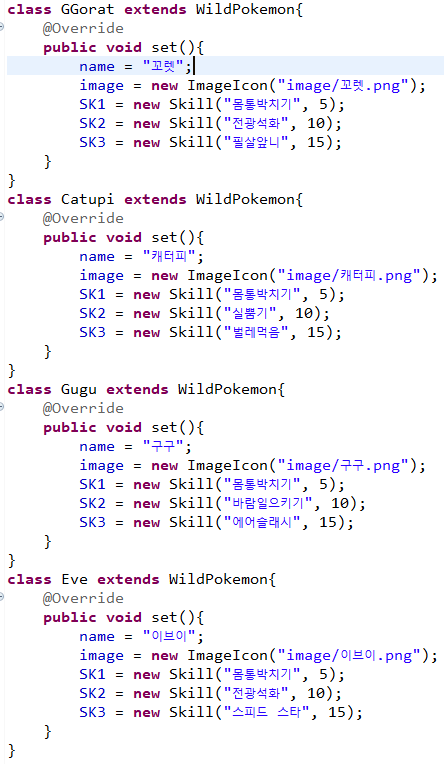 class GGorat extends WildPokemon{
@Override
public void set(){
name = "꼬렛";
image = new ImageIcon("image/꼬렛.png");
SK1 = new Skill("몸통박치기", 5);
SK2 = new Skill("전광석화", 10);
SK3 = new Skill("필살앞니", 15);
}
}
class Catupi extends WildPokemon{
@Override
public void set(){
name = "캐터피";
image = new ImageIcon("image/캐터피.png");
SK1 = new Skill("몸통박치기", 5);
SK2 = new Skill("실뿜기", 10);
SK3 = new Skill("벌레먹음", 15);
}
}
class Gugu extends WildPokemon{
@Override
public void set(){
name = "구구";
image = new ImageIcon("image/구구.png");
SK1 = new Skill("몸통박치기", 5);
SK2 = new Skill("바람일으키기", 10);
SK3 = new Skill("에어슬래시", 15);
}
}
class Eve extends WildPokemon{
@Override
public void set(){
name = "이브이";
image = new ImageIcon("image/이브이.png");
SK1 = new Skill("몸통박치기", 5);
SK2 = new Skill("전광석화", 10);
SK3 = new Skill("스피드 스타", 15);
}
}